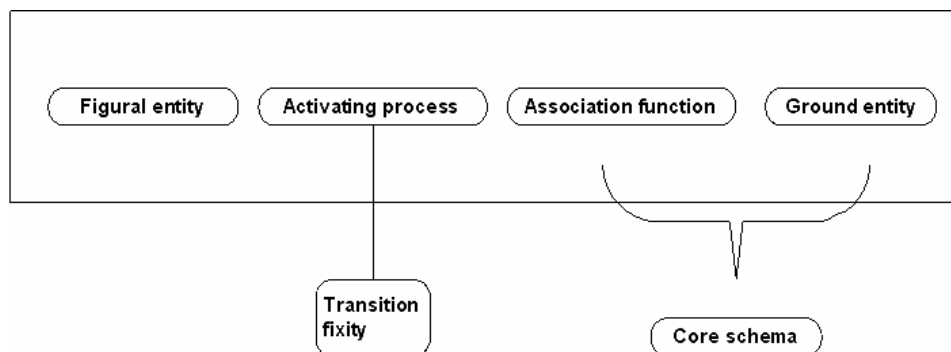 Figural entity
Activating process
Association function
Ground entity
Transition
fixity
Core schema